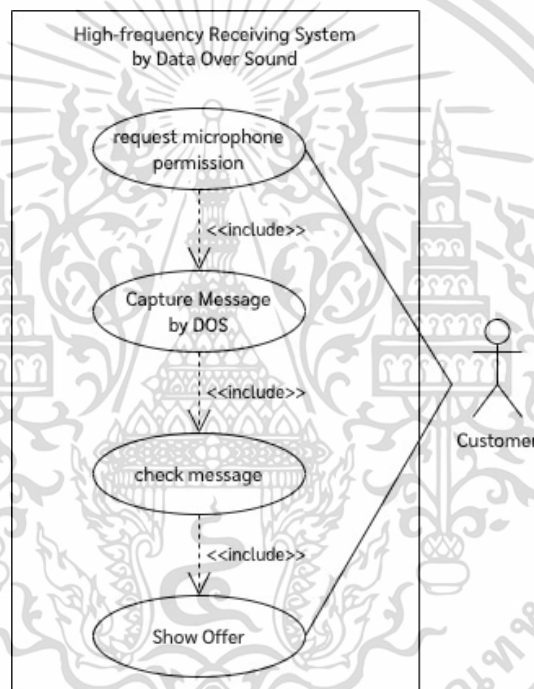 High-frequency Receiving System
by Data Over Sound
request microphone
permission
<<include>>
Capture Message
by DOS
<<include>>
check message
<<include>>
Show Offer
Customer